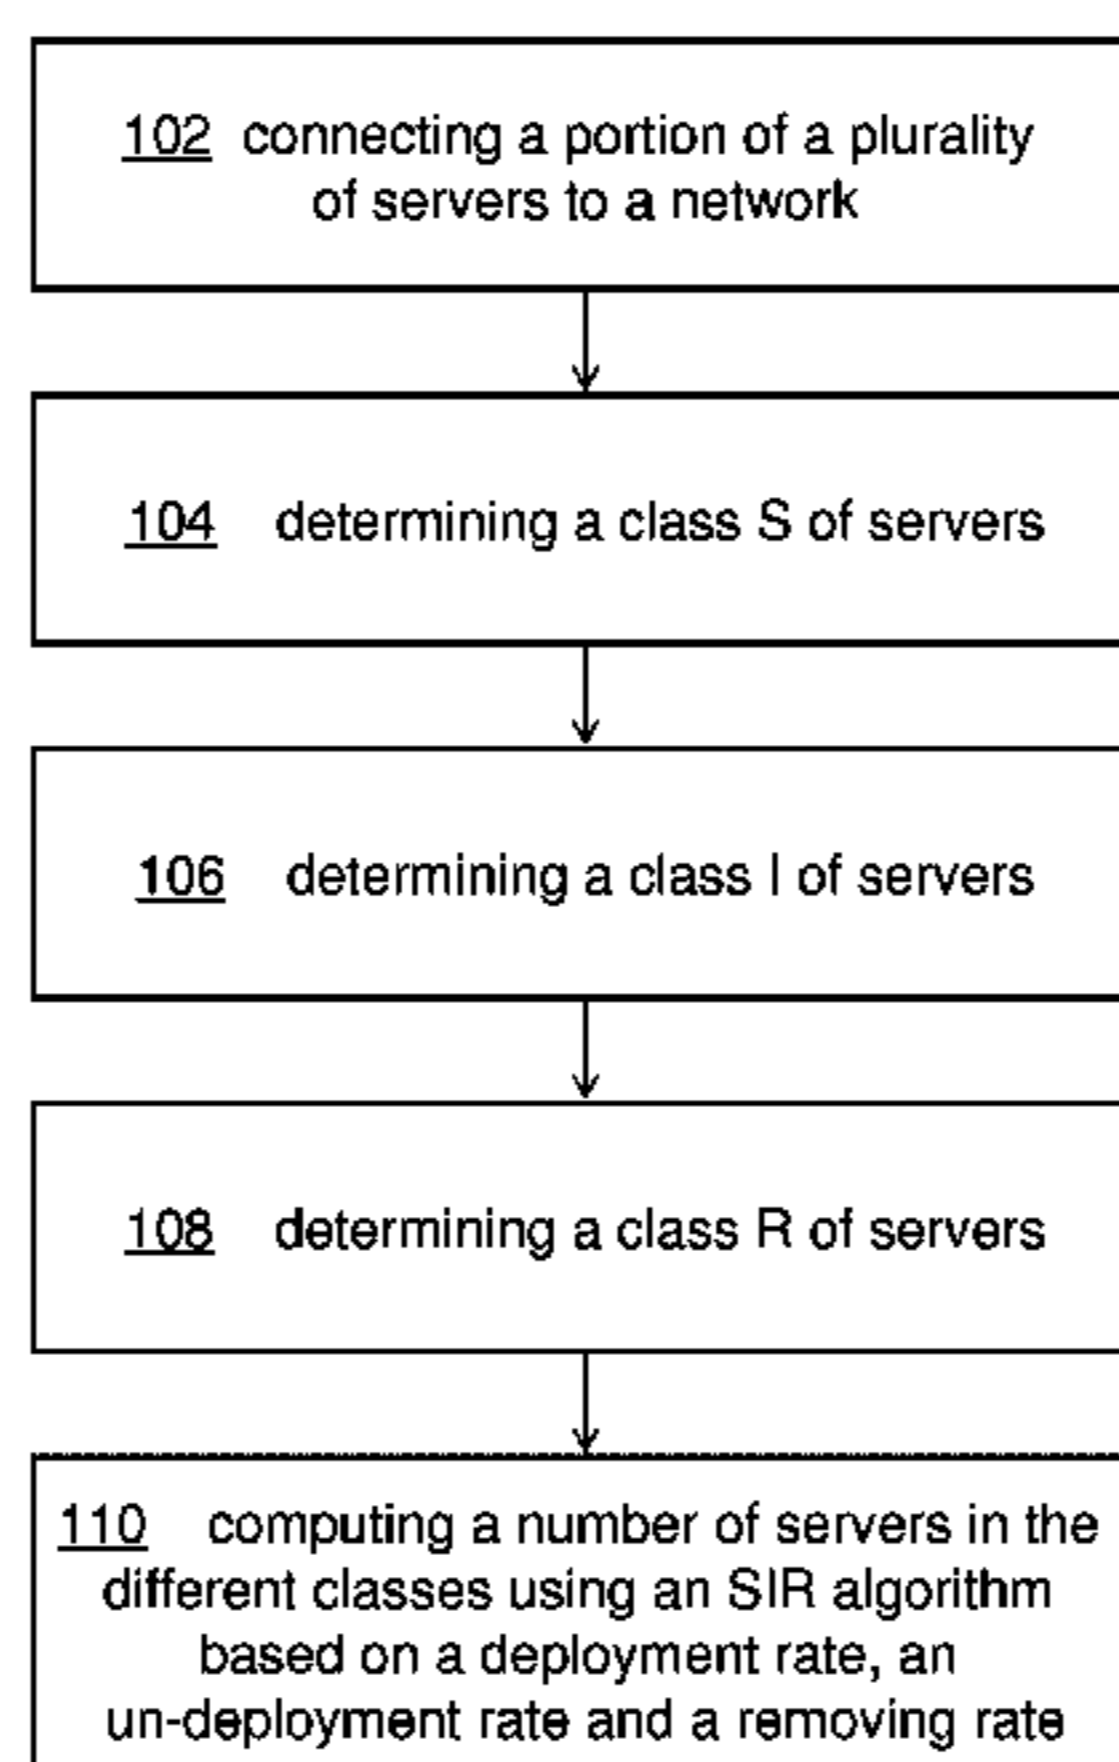 102 connecting a portion of a plurality
of servers to a network
104 determining a class S of servers
106 determining a class I of servers
108 determining a class R of servers
110 computing a number of servers in the
different classes using an SIR algorithm
based on a deployment rate, an
un-deployment rate and a removing rate